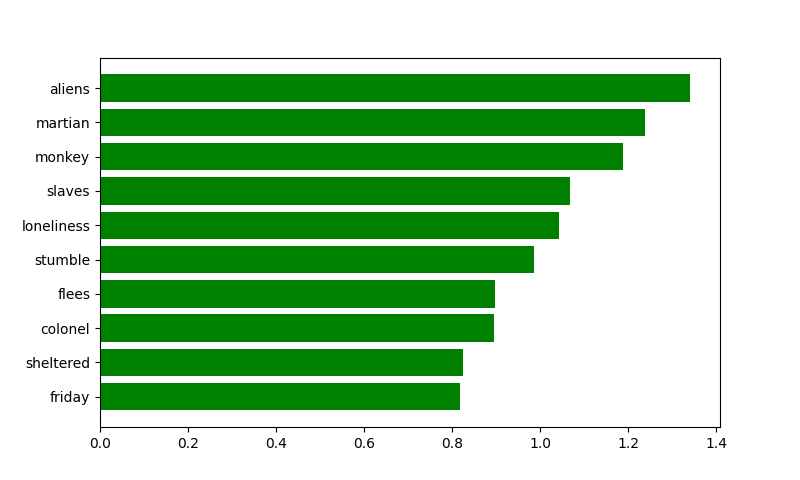 aliens
martian
monkey
slaves
loneliness
stumble
flees
colonel
sheltered
friday
0.0 0.2 0.4 0.6 0.8 1.0 1.2 1.4